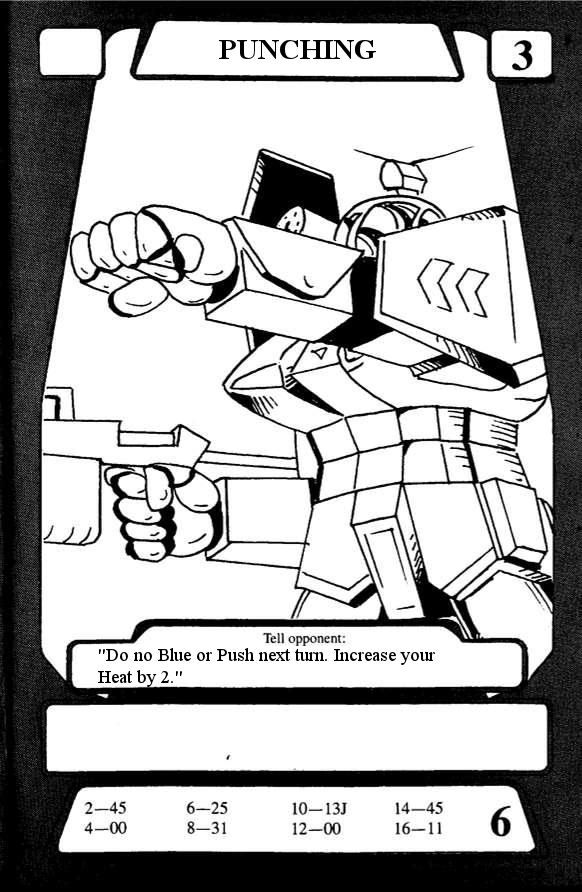 PUNCHING
3
Tell opponent:
"Do no Blue or Push next turn. Increase your
Heat by 2."
2—45 6—25 10—13J 14—45
4—00 8—31 12—00 16—11
6